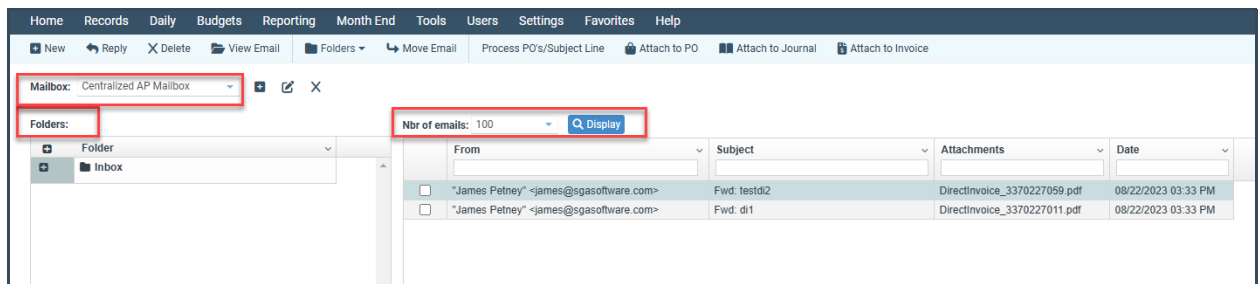 Home Records Daily Budgets Reporting Month End Tools Users Settings Favorites Help
New Reply Delete View Email Folders Move Email Process PO's/Subject Line Attach to PO Attach to Journal Attach to Invoice
Mailbox: Centralized AP Mailbox
Folders: Nbr of emails: 100 Display
Folder From Subject Attachments Date
Inbox
"James Petney" <james@sgasoftware.com> Fwd: testdi2 DirectInvoice_3370227059.pdf 08/22/2023 03:33 PM
"James Petney" <james@sgasoftware.com> Fwd: di1 DirectInvoice_3370227011.pdf 08/22/2023 03:33 PM